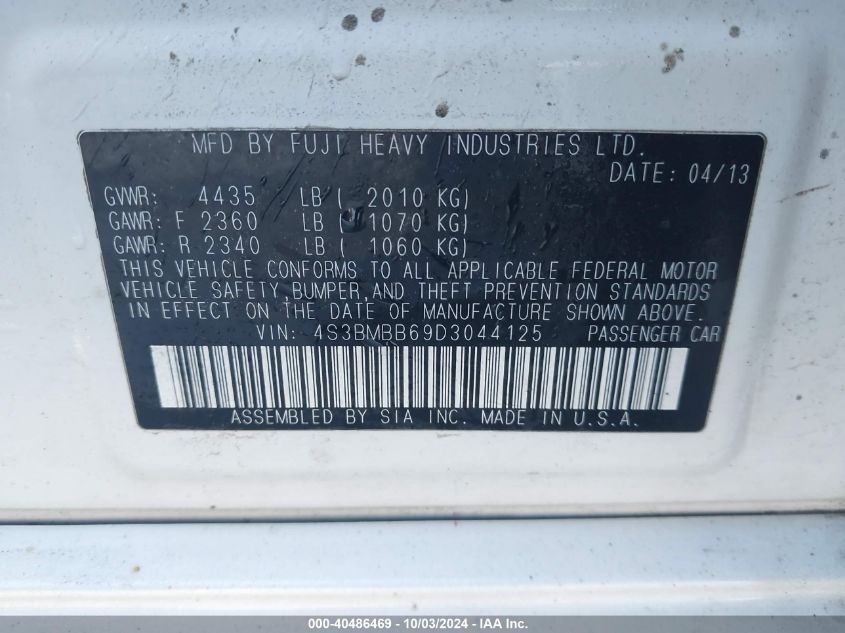 MFD BY FUJI HEAVY INDUSTRIES LTD.
DATE: 04/13
GVWR: 4435 LB ( 2010 KG)
GAWR: F 2360 LB ( 1070 KG)
GAWR: R 2340 LB ( 1060 KG)
THIS VEHICLE CONFORMS TO ALL APPLICABLE FEDERAL MOTOR
VEHICLE SAFETY,BUMPER,AND THEFT PREVENTION STANDARDS
IN EFFECT ON THE DATE OF MANUFACTURE SHOWN ABOVE.
VIN: 4S3BMBB69D3044125 PASSENGER CAR
ASSEMBLED BY SIA INC. MADE IN U.S.A.
000-40486469 - 10/03/2024 - IAA Inc.